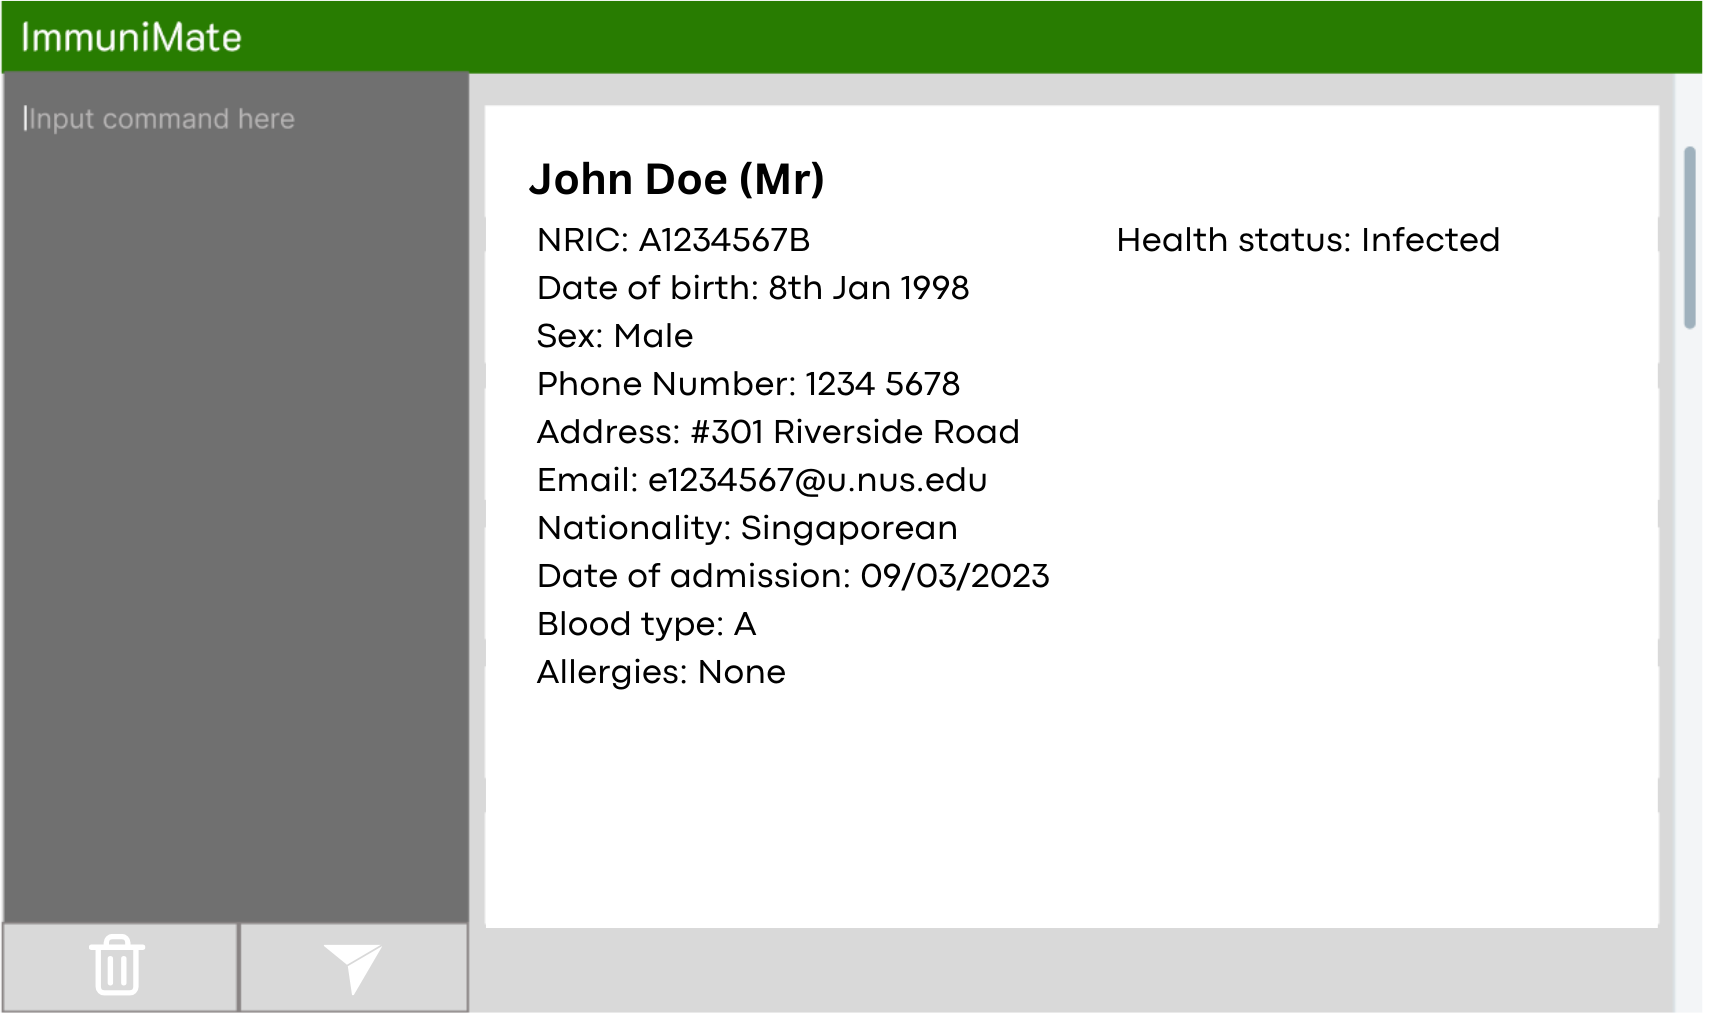 ImmuniMate
Input command here
John Doe (Mr)
NRIC: A1234567B
Health status: Infected
Date of birth: 8th Jan 1998
Sex: Male
Phone Number: 1234 5678
Address: #301 Riverside Road
Email: e1234567@u.nus.edu
Nationality: Singaporean
Date of admission: 09/03/2023
Blood type: A
Allergies: None